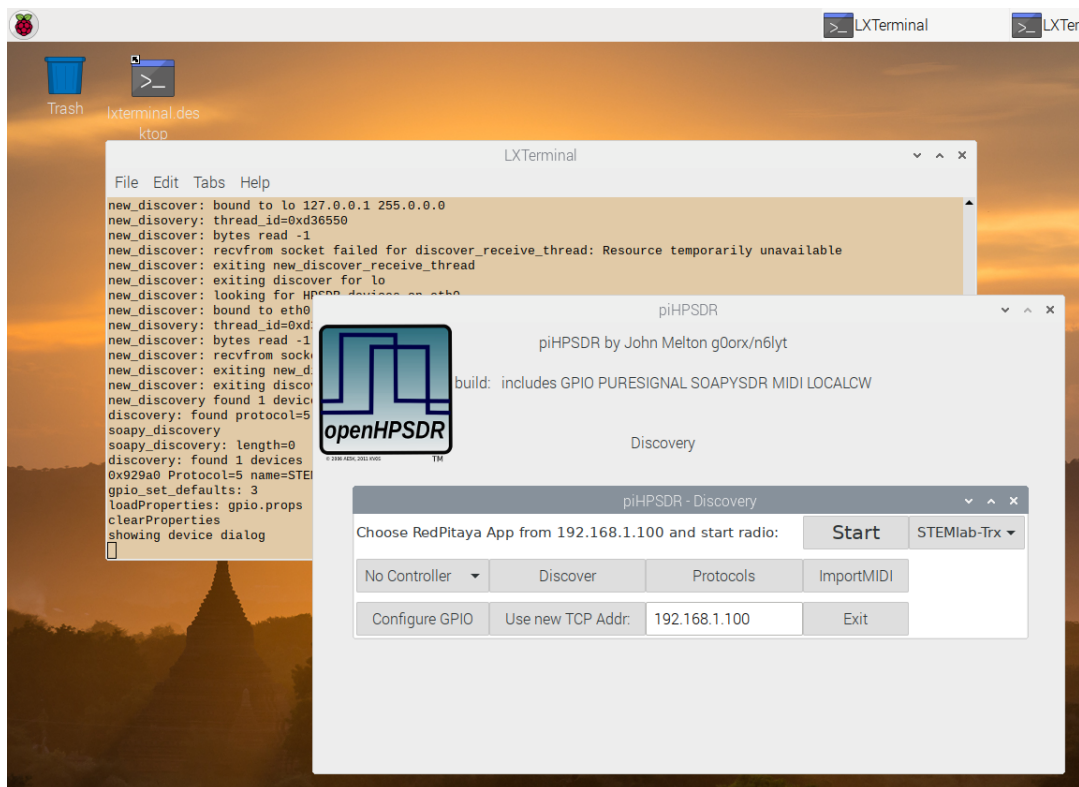 LXTerminal
LXTer
Trash
lxterminal.des
ktop
LXTerminal
File Edit Tabs Help
new_discover: bound to lo 127.0.0.1 255.0.0.0
new_disovery: thread_id=0xd36550
new_discover: bytes read -1
new_discover: recvfrom socket failed for discover_receive_thread: Resource temporarily unavailable
new_discover: exiting new_discover_receive_thread
new_discover: exiting discover for lo
new_discover: looking for HPSDR devices on eth0
new_discover: bound to eth0
new_disovery: thread_id=0xd
new_discover: bytes read -1
new_discover: recvfrom sock
new_discover: exiting new_d
new_discover: exiting disco
new_discovery found 1 devic
discovery: found protocol=5
soapy_discovery
soapy_discovery: length=0
discovery: found 1 devices
0x929a0 Protocol=5 name=STE
gpio_set_defaults: 3
loadProperties: gpio.props
clearProperties
showing device dialog
piHPSDR
openHPSDR
TM
piHPSDR by John Melton g0orx/n6lyt
build: includes GPIO PURESIGNAL SOAPYSDR MIDI LOCALCW
Discovery
piHPSDR - Discovery
Choose RedPitaya App from 192.168.1.100 and start radio: Start STEMlab-Trx
No Controller Discover Protocols ImportMIDI
Configure GPIO Use new TCP Addr: 192.168.1.100 Exit